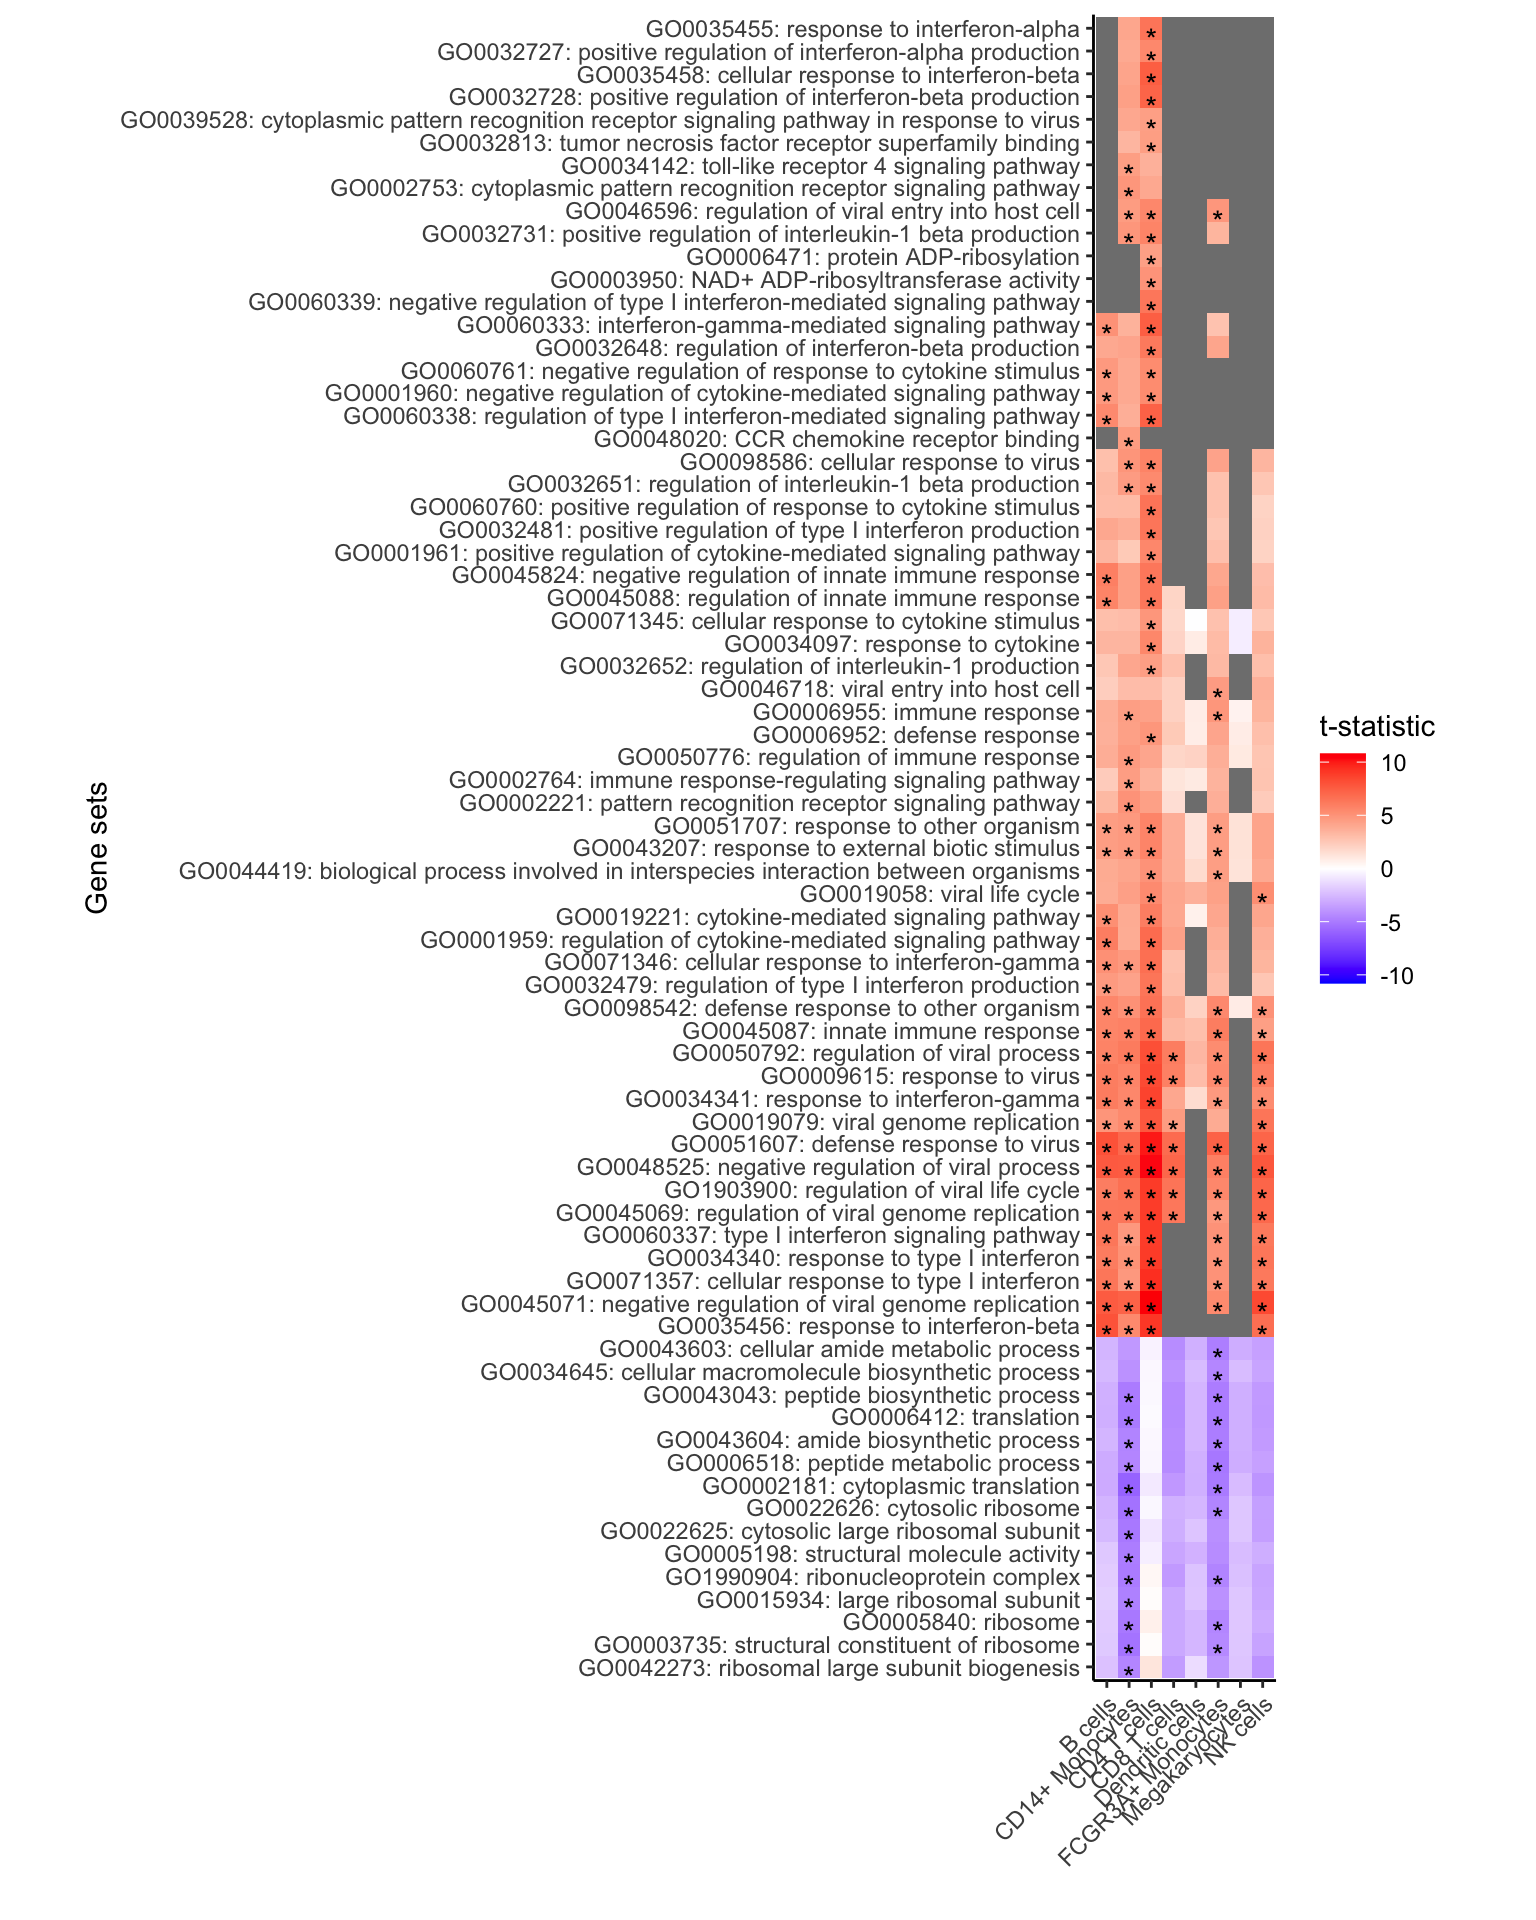 GO0035455: response to interferon-alpha
GO0032727: positive regulation of interferon-alpha production
GO0035458: cellular response to interferon-beta
GO0032728: positive regulation of interferon-beta production
GO0039528: cytoplasmic pattern recognition receptor signaling pathway in response to virus
GO0032813: tumor necrosis factor receptor superfamily binding
GO0034142: toll-like receptor 4 signaling pathway
GO0002753: cytoplasmic pattern recognition receptor signaling pathway
GO0046596: regulation of viral entry into host cell
GO0032731: positive regulation of interleukin-1 beta production
GO0006471: protein ADP-ribosylation
GO0003950: NAD+ ADP-ribosyltransferase activity
GO0060339: negative regulation of type I interferon-mediated signaling pathway
GO0060333: interferon-gamma-mediated signaling pathway
GO0032648: regulation of interferon-beta production
GO0060761: negative regulation of response to cytokine stimulus
GO0001960: negative regulation of cytokine-mediated signaling pathway
GO0060338: regulation of type I interferon-mediated signaling pathway
GO0048020: CCR chemokine receptor binding
GO0098586: cellular response to virus
GO0032651: regulation of interleukin-1 beta production
GO0060760: positive regulation of response to cytokine stimulus
GO0032481: positive regulation of type I interferon production
GO0001961: positive regulation of cytokine-mediated signaling pathway
GO0045824: negative regulation of innate immune response
GO0045088: regulation of innate immune response
GO0071345: cellular response to cytokine stimulus
GO0034097: response to cytokine
GO0032652: regulation of interleukin-1 production
GO0046718: viral entry into host cell
GO0006955: immune response
GO0006952: defense response
GO0050776: regulation of immune response
GO0002764: immune response-regulating signaling pathway
GO0002221: pattern recognition receptor signaling pathway
GO0051707: response to other organism
GO0043207: response to external biotic stimulus
GO0044419: biological process involved in interspecies interaction between organisms
GO0019058: viral life cycle
GO0019221: cytokine-mediated signaling pathway
GO0001959: regulation of cytokine-mediated signaling pathway
GO0071346: cellular response to interferon-gamma
GO0032479: regulation of type I interferon production
GO0098542: defense response to other organism
GO0045087: innate immune response
GO0050792: regulation of viral process
GO0009615: response to virus
GO0034341: response to interferon-gamma
GO0019079: viral genome replication
GO0051607: defense response to virus
GO0048525: negative regulation of viral process
GO1903900: regulation of viral life cycle
GO0045069: regulation of viral genome replication
GO0060337: type I interferon signaling pathway
GO0034340: response to type I interferon
GO0071357: cellular response to type I interferon
GO0045071: negative regulation of viral genome replication
GO0035456: response to interferon-beta
GO0043603: cellular amide metabolic process
GO0034645: cellular macromolecule biosynthetic process
GO0043043: peptide biosynthetic process
GO0006412: translation
GO0043604: amide biosynthetic process
GO0006518: peptide metabolic process
GO0002181: cytoplasmic translation
GO0022626: cytosolic ribosome
GO0022625: cytosolic large ribosomal subunit
GO0005198: structural molecule activity
GO1990904: ribonucleoprotein complex
GO0015934: large ribosomal subunit
GO0005840: ribosome
GO0003735: structural constituent of ribosome
GO0042273: ribosomal large subunit biogenesis
Gene sets
B cells
CD14+ Monocytes
CD4 T cells
CD8 T cells
Dendritic cells
FCGR3A+ Monocytes
Megakaryocytes
NK cells
t-statistic
10
5
0
-5
-10